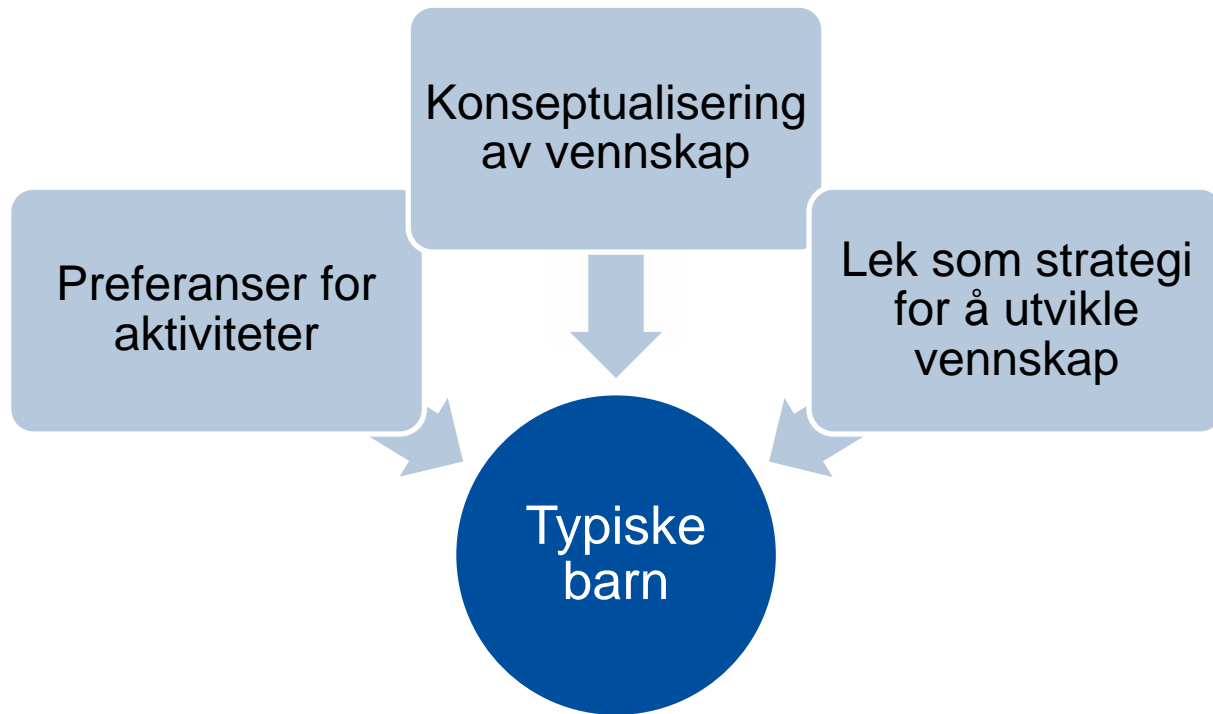 Konseptualisering
av vennskap
Preferanser for
aktiviteter
Lek som strategi
for å utvikle
vennskap
Typiske
barn